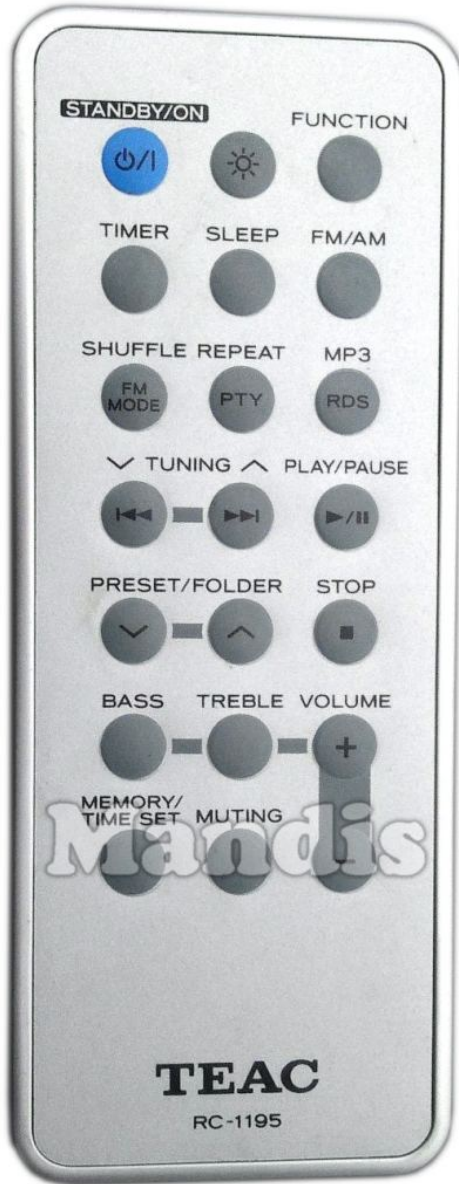 STANDBY/ON
FUNCTION
⏻/I
TIMER SLEEP FM/AM
SHUFFLE REPEAT MP3
FM
MODE
PTY RDS
TUNING PLAY/PAUSE
PRESET/FOLDER STOP
BASS TREBLE VOLUME
+
MEMORY/
TIME SET MUTING
-
Mandis
TEAC
RC-1195